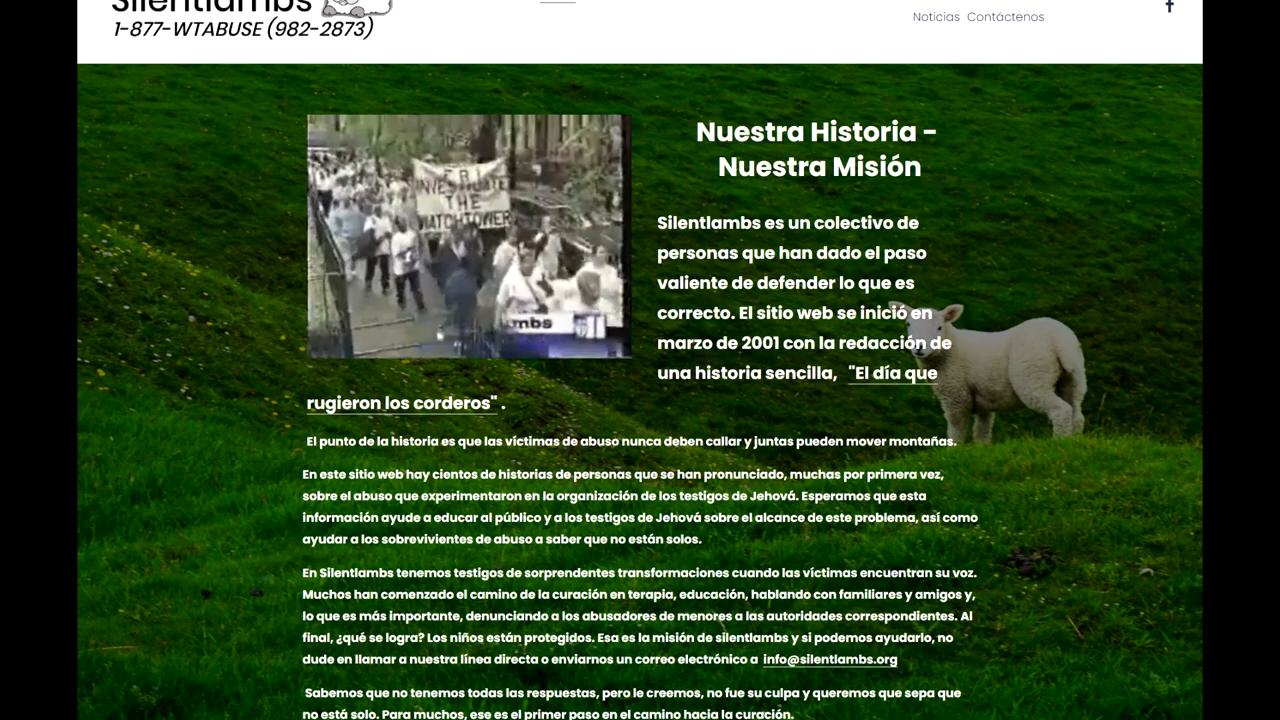 Silentlambs
1-877-WTABUSE (982-2873)
Noticias Contáctenos
F B I
INVESTIGATE
THE
WATCHTOWER
mbs
Nuestra Historia -
Nuestra Misión
Silentlambs es un colectivo de
personas que han dado el paso
valiente de defender lo que es
correcto. El sitio web se inició en
marzo de 2001 con la redacción de
una historia sencilla, "El día que
rugieron los corderos" .
El punto de la historia es que las víctimas de abuso nunca deben callar y juntas pueden mover montañas.
En este sitio web hay cientos de historias de personas que se han pronunciado, muchas por primera vez,
sobre el abuso que experimentaron en la organización de los testigos de Jehová. Esperamos que esta
información ayude a educar al público y a los testigos de Jehová sobre el alcance de este problema, así como
ayudar a los sobrevivientes de abuso a saber que no están solos.
En Silentlambs tenemos testigos de sorprendentes transformaciones cuando las víctimas encuentran su voz.
Muchos han comenzado el camino de la curación en terapia, educación, hablando con familiares y amigos y,
lo que es más importante, denunciando a los abusadores de menores a las autoridades correspondientes. Al
final, ¿qué se logra? Los niños están protegidos. Esa es la misión de silentlambs y si podemos ayudarlo, no
dude en llamar a nuestra línea directa o enviarnos un correo electrónico a info@silentlambs.org
Sabemos que no tenemos todas las respuestas, pero le creemos, no fue su culpa y queremos que sepa que
no está solo. Para muchos, ese es el primer paso en el camino hacia la curación.